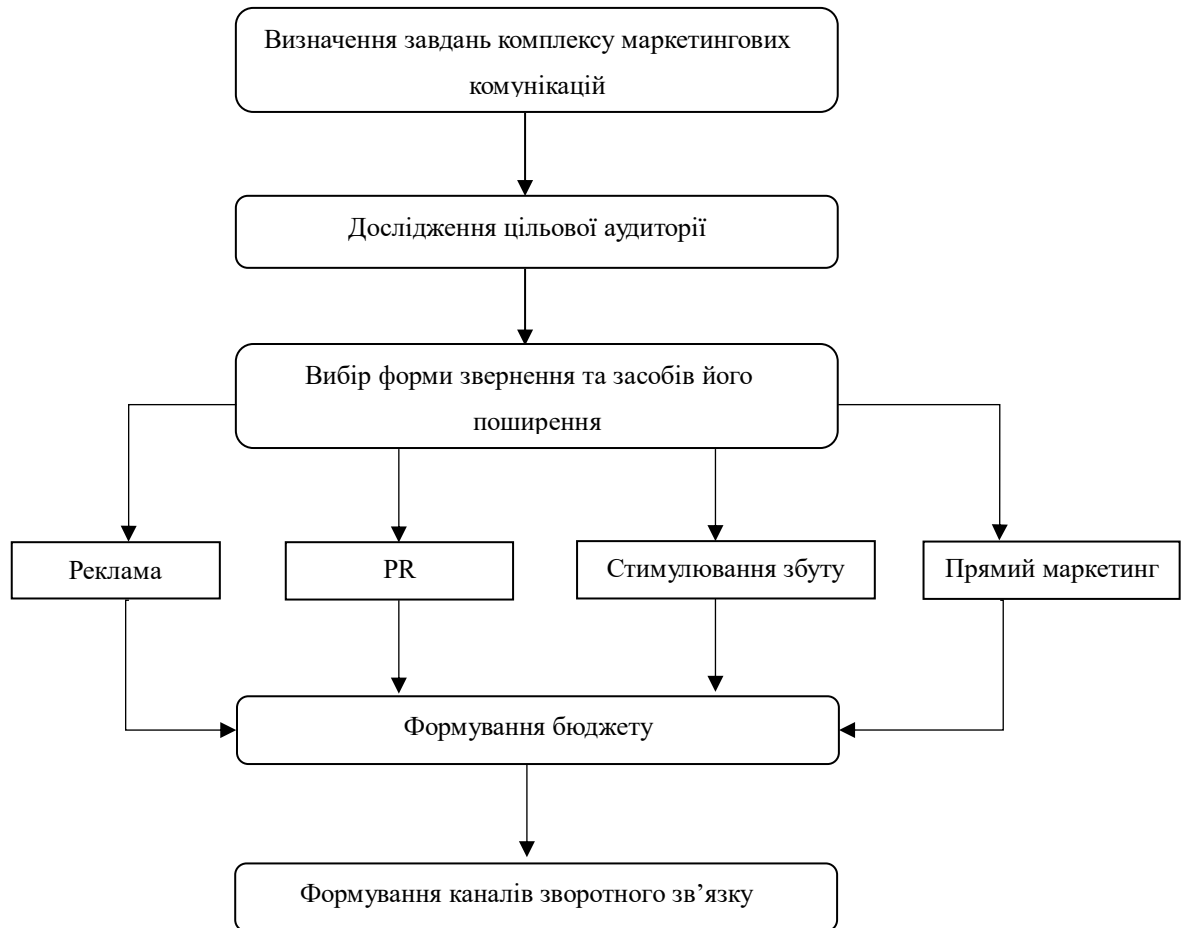 Визначення завдань комплексу маркетингових
комунікацій
Дослідження цільової аудиторії
Вибір форми звернення та засобів його
поширення
Реклама
PR
Стимулювання збуту
Прямий маркетинг
Формування бюджету
Формування каналів зворотного зв’язку